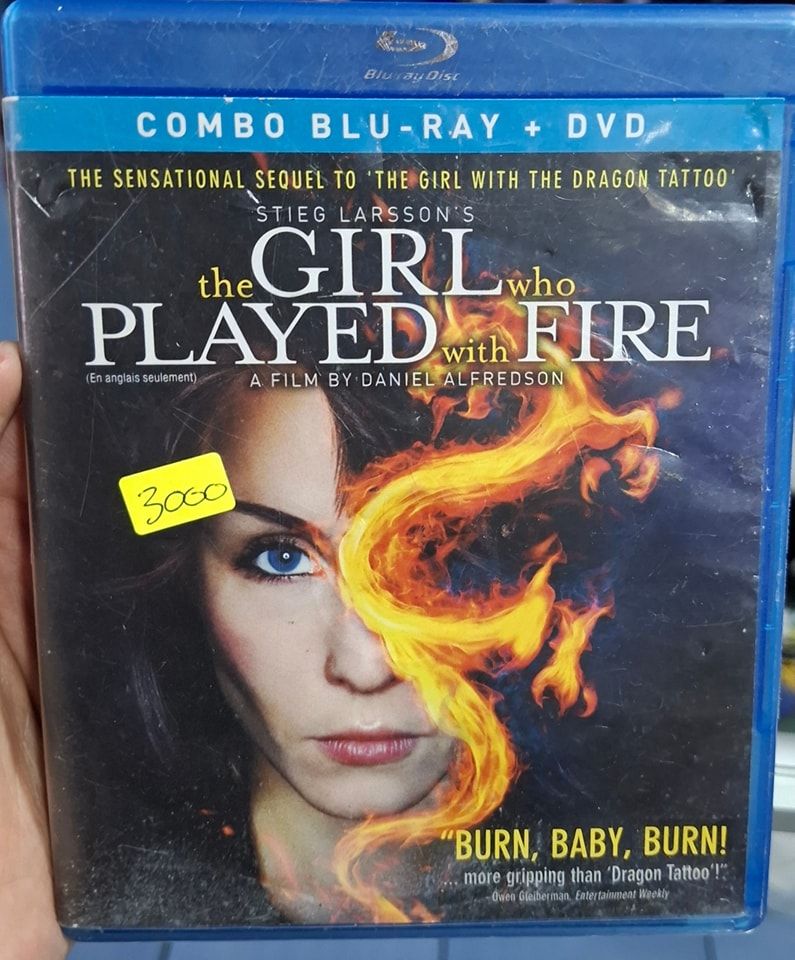 Blu-ray Disc
COMBO BLU-RAY + DVD
THE SENSATIONAL SEQUEL TO 'THE GIRL WITH THE DRAGON TATTOO'
STIEG LARSSON'S
the GIRL who
PLAYED with FIRE
(En anglais seulement)
A FILM BY DANIEL ALFREDSON
3000
"BURN, BABY, BURN!
... more gripping than 'Dragon Tattoo'!"
-Owen Gleiberman, Entertainment Weekly